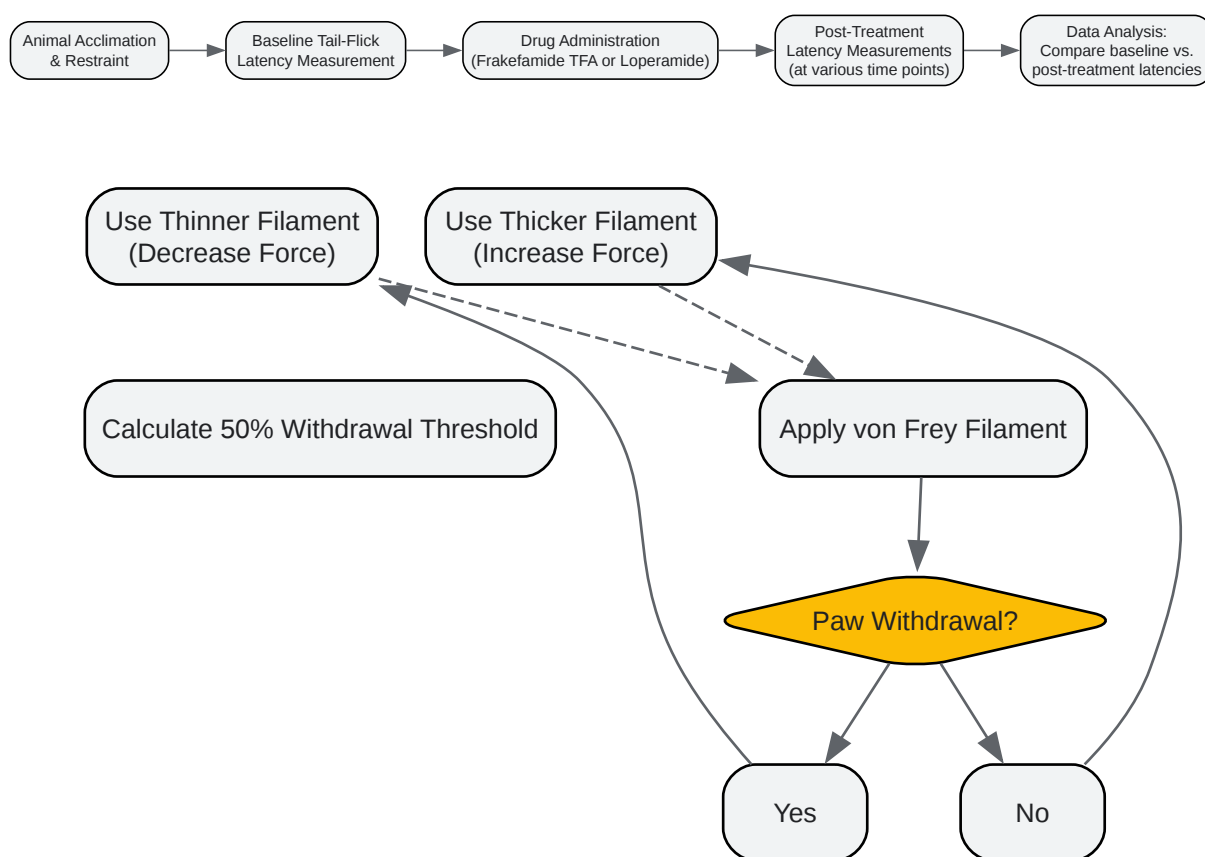 Animal Acclimation
& Restraint
Baseline Tail-Flick
Latency Measurement
Drug Administration
(Frakefamide TFA or Loperamide)
Post-Treatment
Latency Measurements
(at various time points)
Data Analysis:
Compare baseline vs.
post-treatment latencies
Use Thinner Filament
(Decrease Force)
Use Thicker Filament
(Increase Force)
Calculate 50% Withdrawal Threshold
Apply von Frey Filament
Paw Withdrawal?
Yes
No